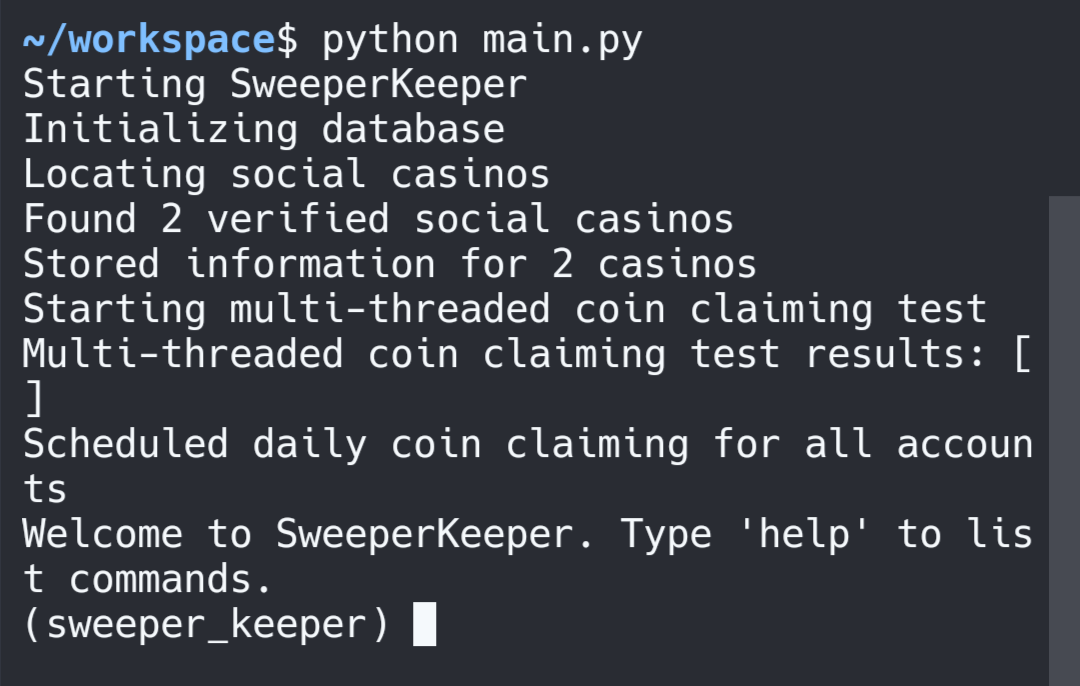 ~/workspace$ python main.py
Starting SweeperKeeper
Initializing database
Locating social casinos
Found 2 verified social casinos
Stored information for 2 casinos
Starting multi-threaded coin claiming test
Multi-threaded coin claiming test results: [
]
Scheduled daily coin claiming for all accoun
ts
Welcome to SweeperKeeper. Type 'help' to lis
t commands.
(sweeper_keeper)